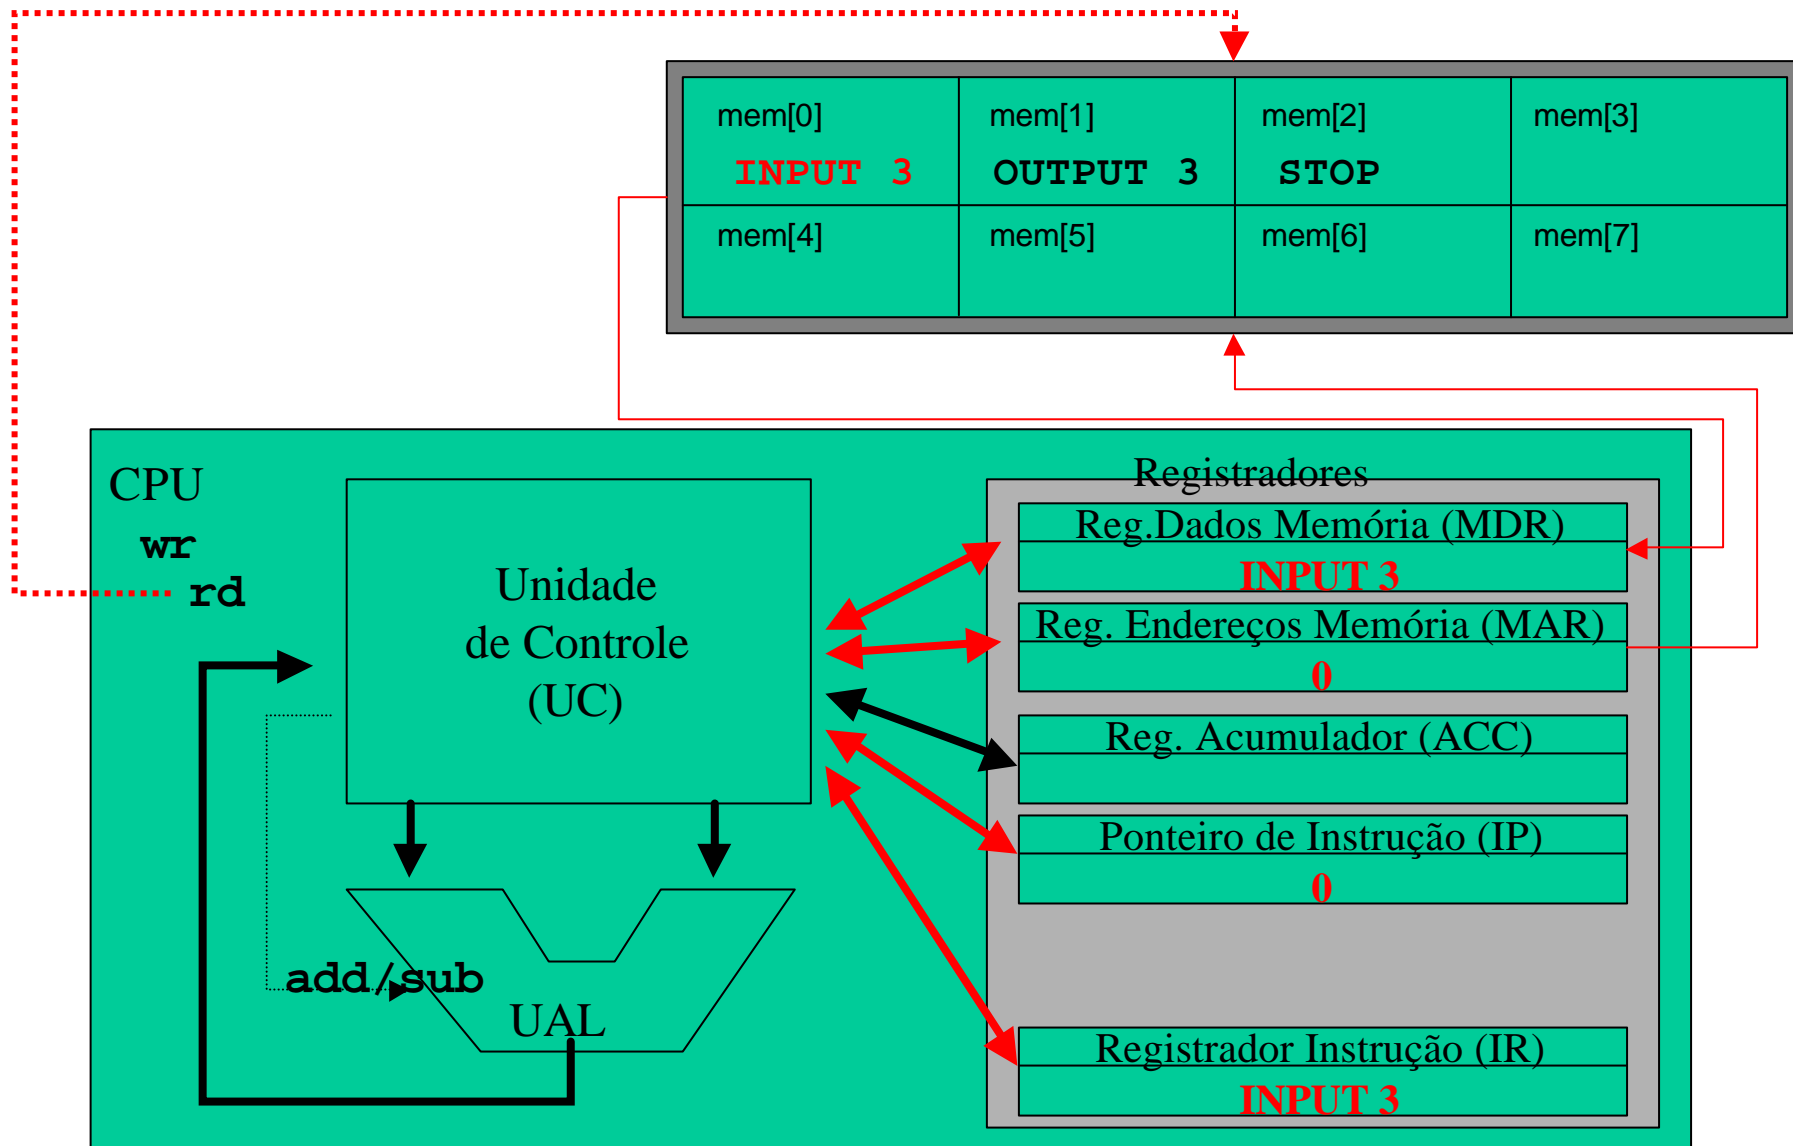 mem[0]
mem[1]
mem[2]
mem[3]
INPUT 3
OUTPUT 3
STOP
mem[4]
mem[5]
mem[6]
mem[7]
CPU
wr
rd
Unidade
de Controle
(UC)
add/sub
UAL
Registradores
Reg.Dados Memória (MDR)
INPUT 3
Reg. Endereços Memória (MAR)
0
Reg. Acumulador (ACC)
Ponteiro de Instrução (IP)
0
Registrador Instrução (IR)
INPUT 3